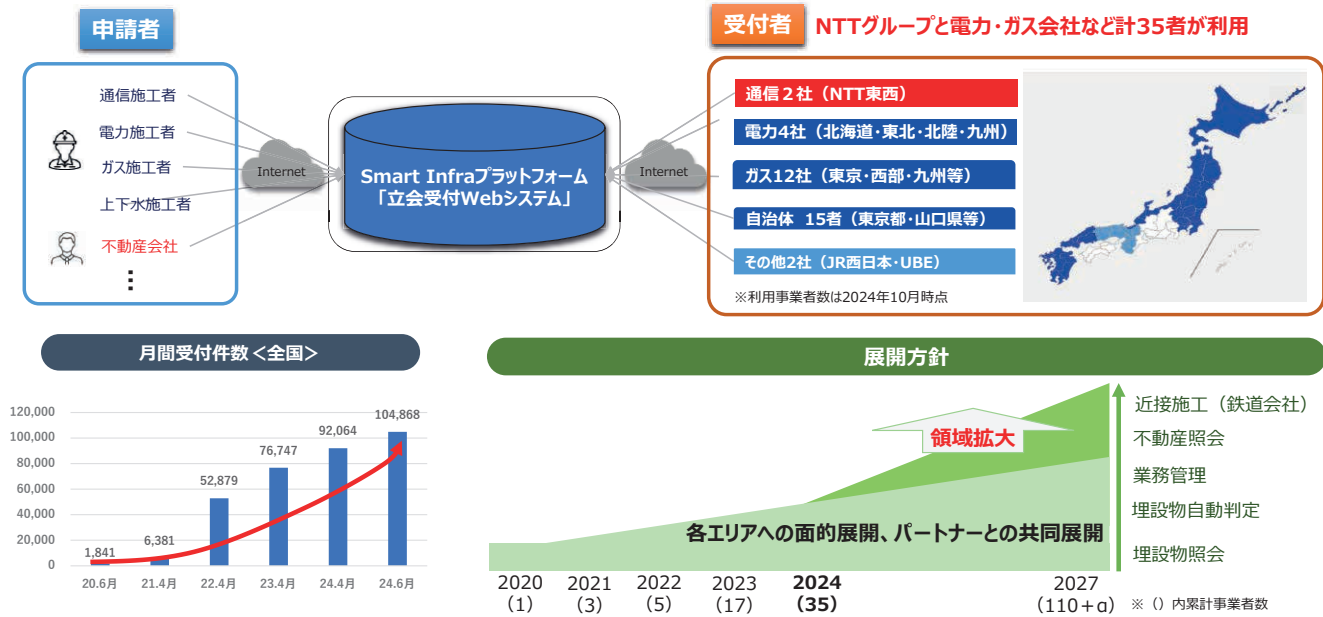 申請者
通信施工者
電力施工者
ガス施工者
上下水施工者
不動産会社
⋮
Internet
Smart Infraプラットフォーム
「立会受付Webシステム」
Internet
受付者
NTTグループと電力・ガス会社など計35者が利用
通信２社（NTT東西）
電力4社（北海道・東北・北陸・九州）
ガス12社（東京・西部・九州等）
自治体 15者（東京都・山口県等）
その他2社（JR西日本・UBE）
※利用事業者数は2024年10月時点
月間受付件数＜全国＞
120,000
100,000
80,000
60,000
40,000
20,000
0
1,841
6,381
52,879
76,747
92,064
104,868
20.6月
21.4月
22.4月
23.4月
24.4月
24.6月
展開方針
領域拡大
各エリアへの面的展開、パートナーとの共同展開
近接施工（鉄道会社）
不動産照会
業務管理
埋設物自動判定
埋設物照会
2020
(1)
2021
(3)
2022
(5)
2023
(17)
2024
(35)
2027
(110+α)
※（）内累計事業者数